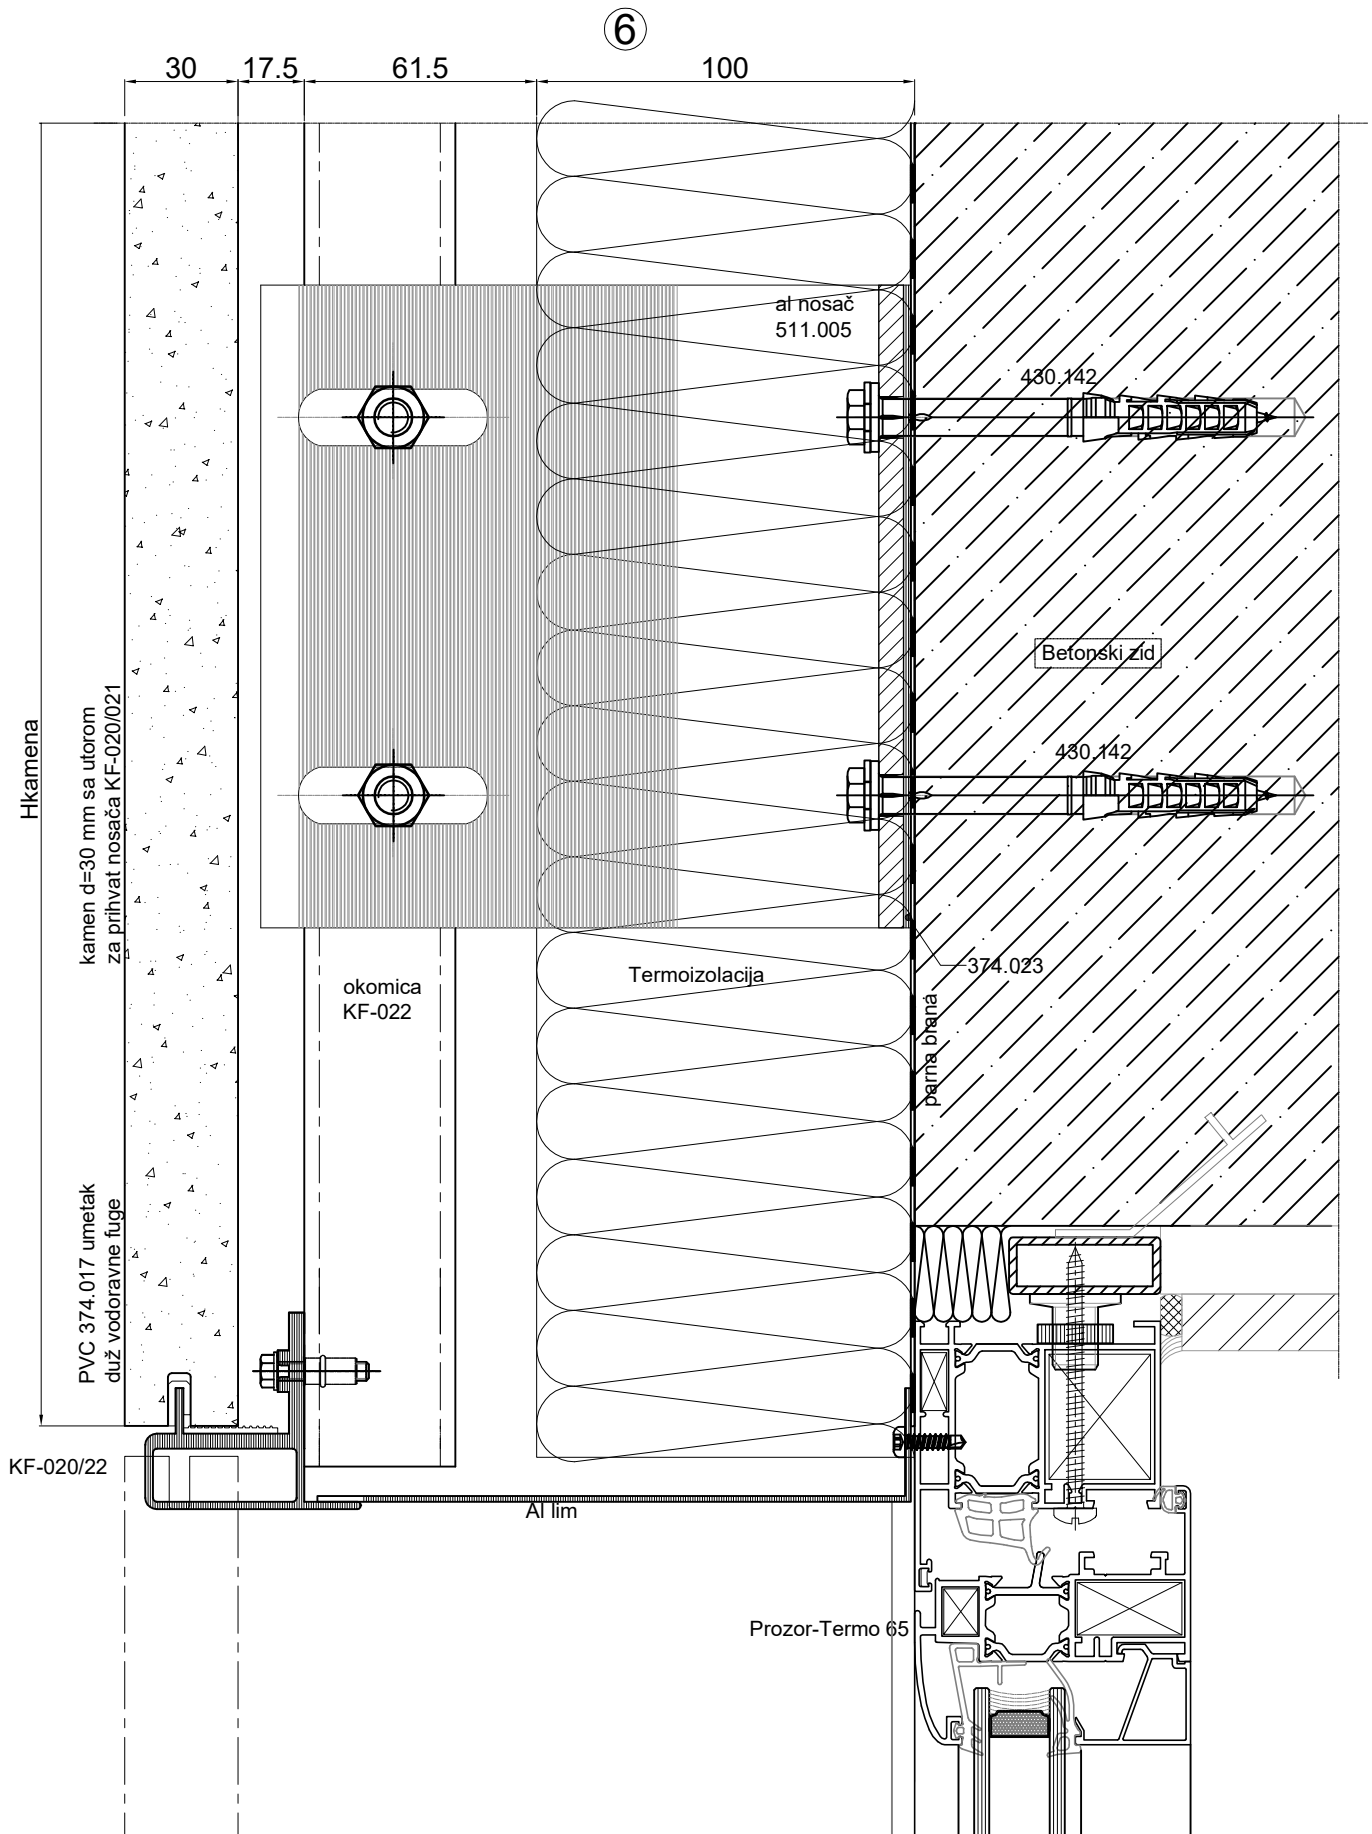 6
30
17.5
61.5
100
al nosač
511.005
430.142
Betonski zid
430.142
Hkamena
kamen d=30 mm sa utorom
za prihvat nosača KF-020/021
374.023
Termoizolacija
okomica
KF-022
parna brana
PVC 374.017 umetak
duž vodoravne fuge
KF-020/22
Al lim
Prozor-Termo 65